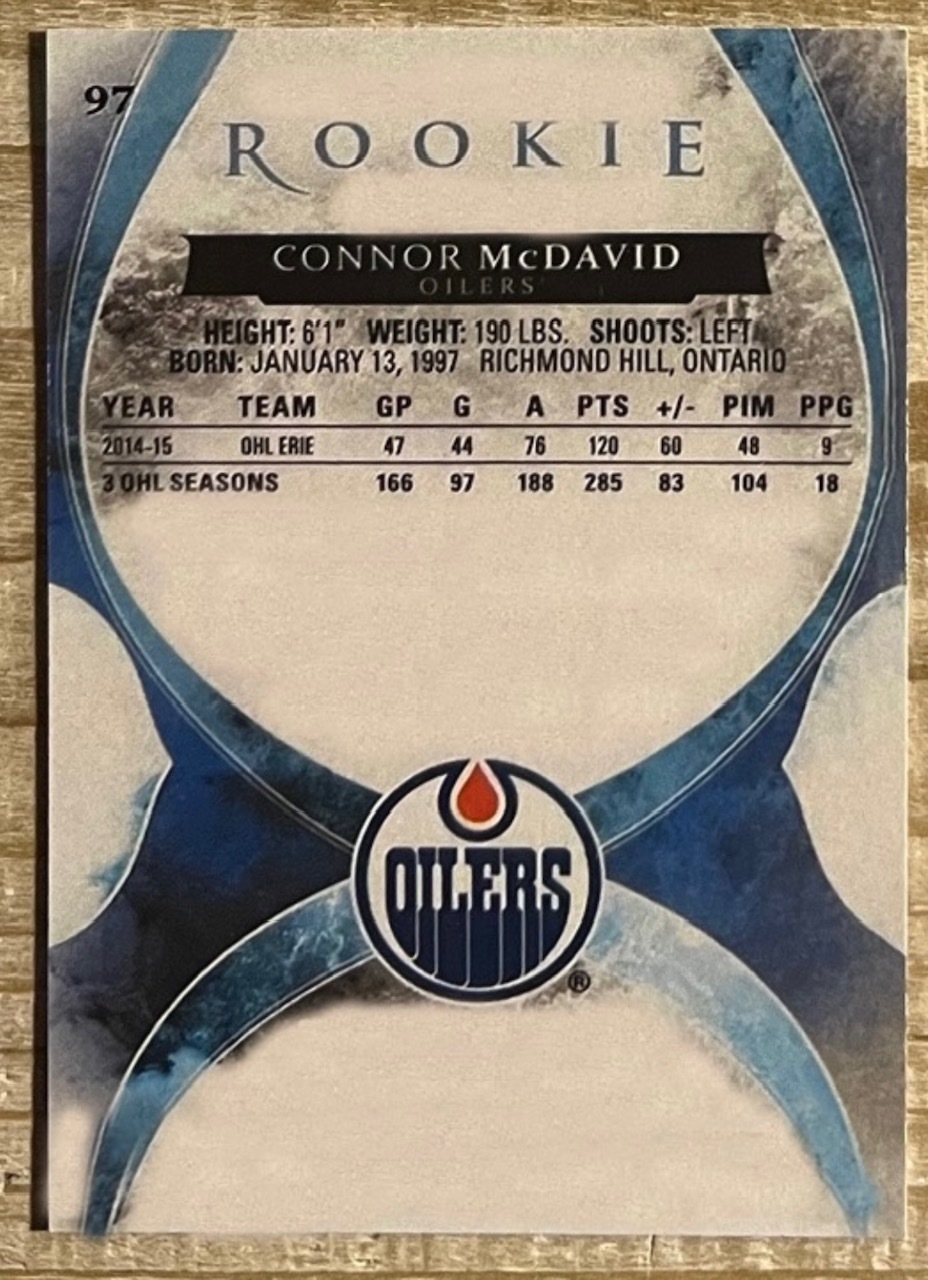 97
ROOKIE
CONNOR McDAVID
OILERS
HEIGHT: 6'1" WEIGHT: 190 LBS. SHOOTS: LEFT
BORN: JANUARY 13, 1997 RICHMOND HILL, ONTARIO
YEAR TEAM GP G A PTS +/- PIM PPG
2014-15 OHL ERIE 47 44 76 120 60 48 9
3 OHL SEASONS 166 97 188 285 83 104 18
OILERS
®